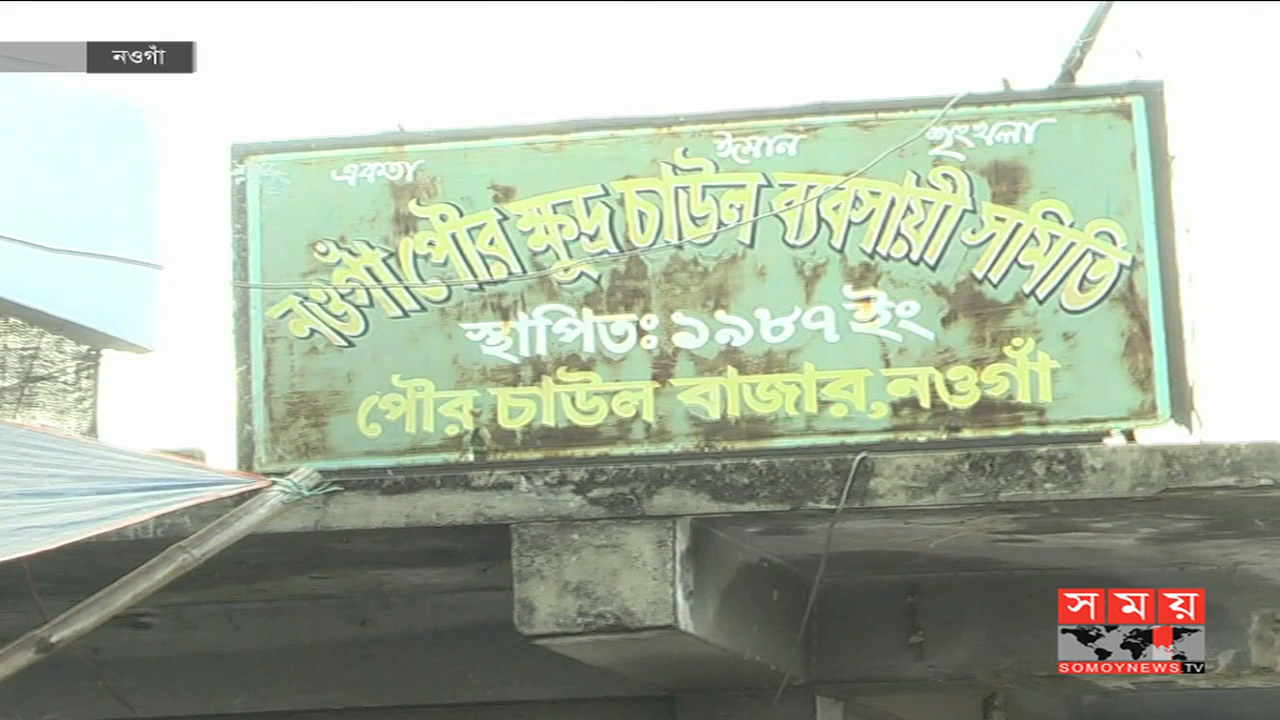 নওগাঁ
একতা ঈমান শৃংখলা
নওগাঁ পৌর ক্ষুদ্র চাউল ব্যবসায়ী সমিতি
স্থাপিতঃ ১৯৮৭ ইং
পৌর চাউল বাজার, নওগাঁ
সময়
SOMOYNEWS.TV